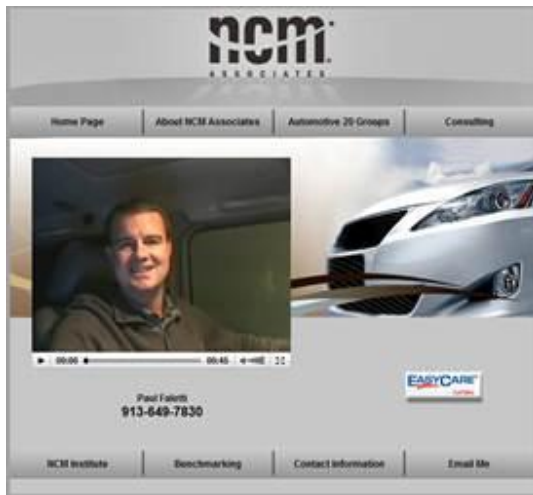 ncm
ASSOCIATES
Home Page
About NCM Associates
Automotive 20 Groups
Consulting
00:00
00:45
Paul Faletti
913-649-7830
EASYCARE
NCM Institute
Benchmarking
Contact Information
Email Me